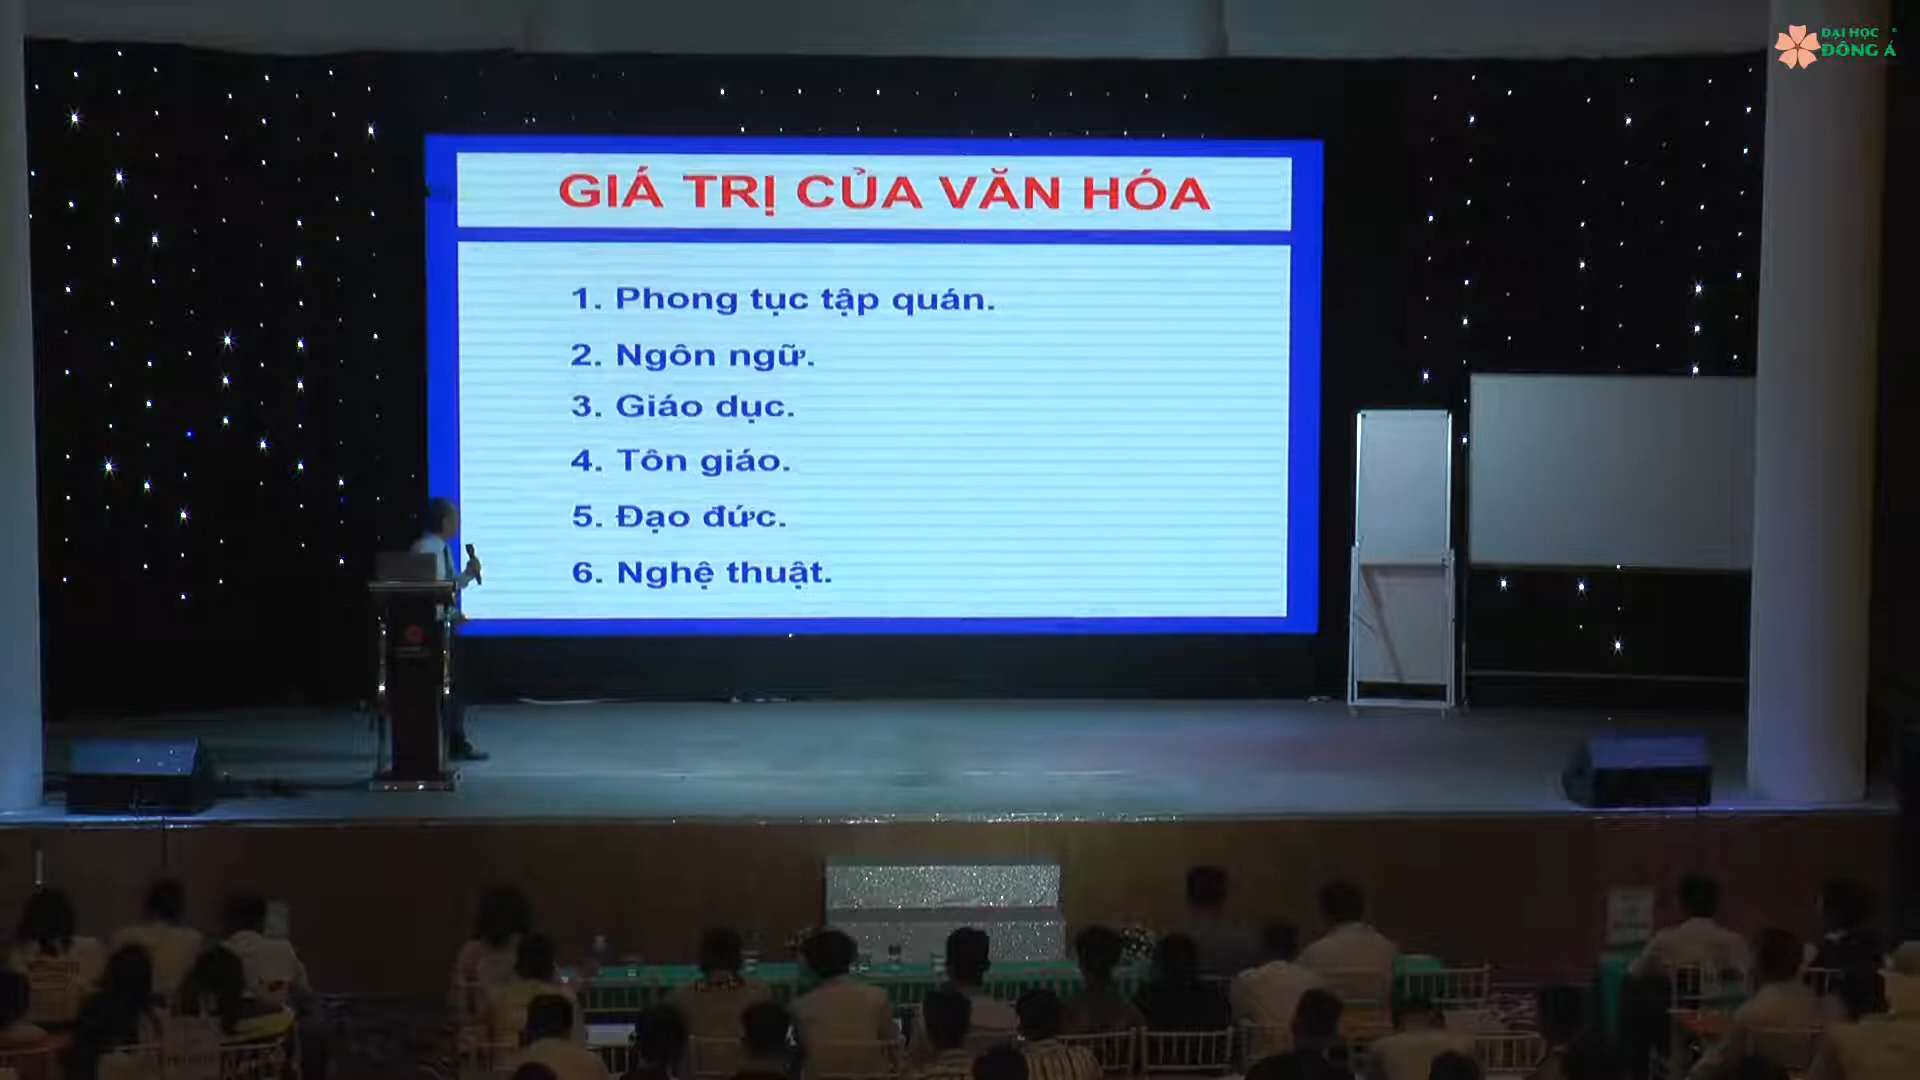 ĐẠI HỌC
ĐÔNG Á
GIÁ TRỊ CỦA VĂN HÓA
1. Phong tục tập quán.
2. Ngôn ngữ.
3. Giáo dục.
4. Tôn giáo.
5. Đạo đức.
6. Nghệ thuật.